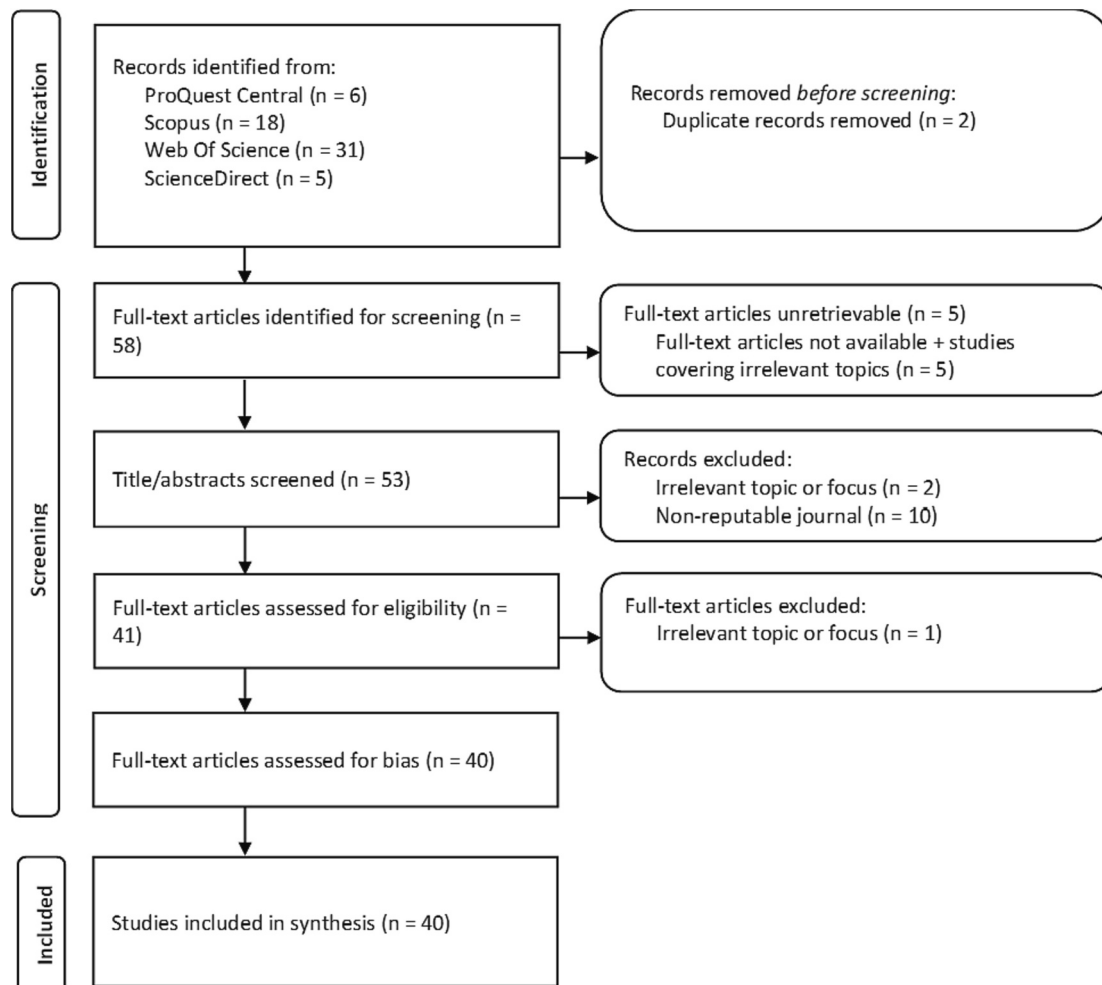 Identification
Records identified from:
ProQuest Central (n = 6)
Scopus (n = 18)
Web Of Science (n = 31)
ScienceDirect (n = 5)
Records removed before screening:
Duplicate records removed (n = 2)
Screening
Full-text articles identified for screening (n =
58)
Full-text articles unretrievable (n = 5)
Full-text articles not available + studies
covering irrelevant topics (n = 5)
Title/abstracts screened (n = 53)
Records excluded:
Irrelevant topic or focus (n = 2)
Non-reputable journal (n = 10)
Full-text articles assessed for eligibility (n =
41)
Full-text articles excluded:
Irrelevant topic or focus (n = 1)
Full-text articles assessed for bias (n = 40)
Included
Studies included in synthesis (n = 40)